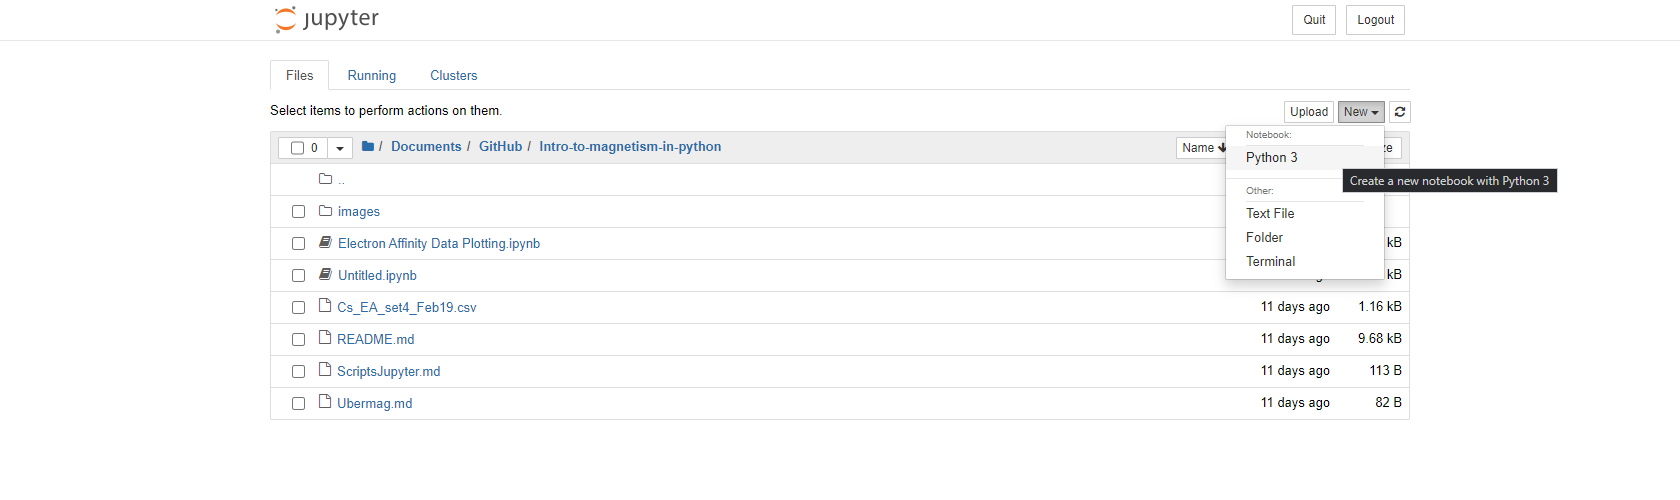 jupyter
Quit Logout
Files Running Clusters
Select items to perform actions on them.
Upload New
0 / Documents / GitHub / Intro-to-magnetism-in-python
Name
ze
Notebook:
Python 3
Create a new notebook with Python 3
Other:
Text File
Folder
Terminal
..
images
Electron Affinity Data Plotting.ipynb kB
Untitled.ipynb kB
Cs_EA_set4_Feb19.csv 11 days ago 1.16 kB
README.md 11 days ago 9.68 kB
ScriptsJupyter.md 11 days ago 113 B
Ubermag.md 11 days ago 82 B